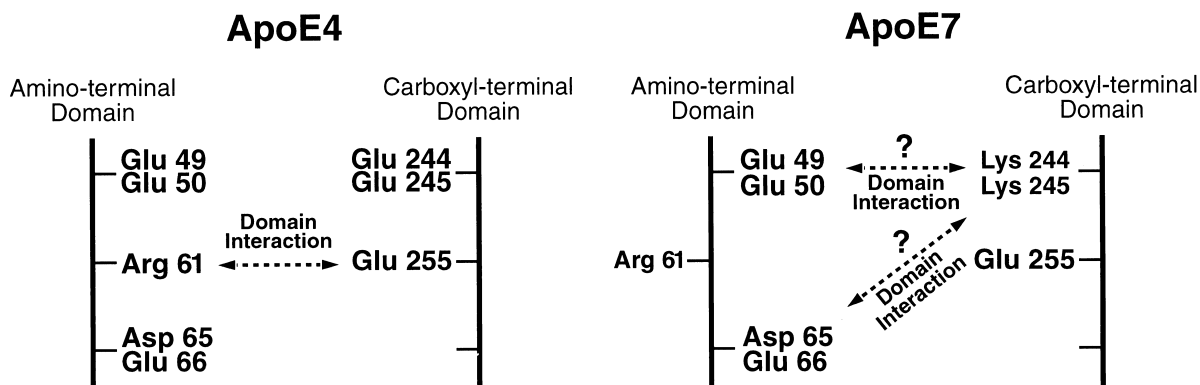 ApoE4
Amino-terminal
Domain
Carboxyl-terminal
Domain
Glu 49
Glu 50
Glu 244
Glu 245
Domain
Interaction
Arg 61
Glu 255
Asp 65
Glu 66
ApoE7
Amino-terminal
Domain
Carboxyl-terminal
Domain
Glu 49
Glu 50
?
Domain
Interaction
Lys 244
Lys 245
Arg 61
?
Domain
Interaction
Glu 255
Asp 65
Glu 66